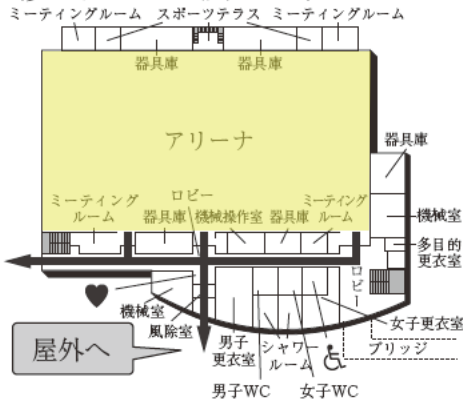 ミーティングルーム スポーツテラス ミーティングルーム
器具庫 器具庫
アリーナ
器具庫
ミーティング
ルーム
ロビー
器具庫
機械操作室
器具庫
ミーティング
ルーム
機械室
多目的
更衣室
ロビー
機械室
風除室
屋外へ
男子
更衣室
シャワー
ルーム
女子更衣室
ブリッジ
男子WC 女子WC